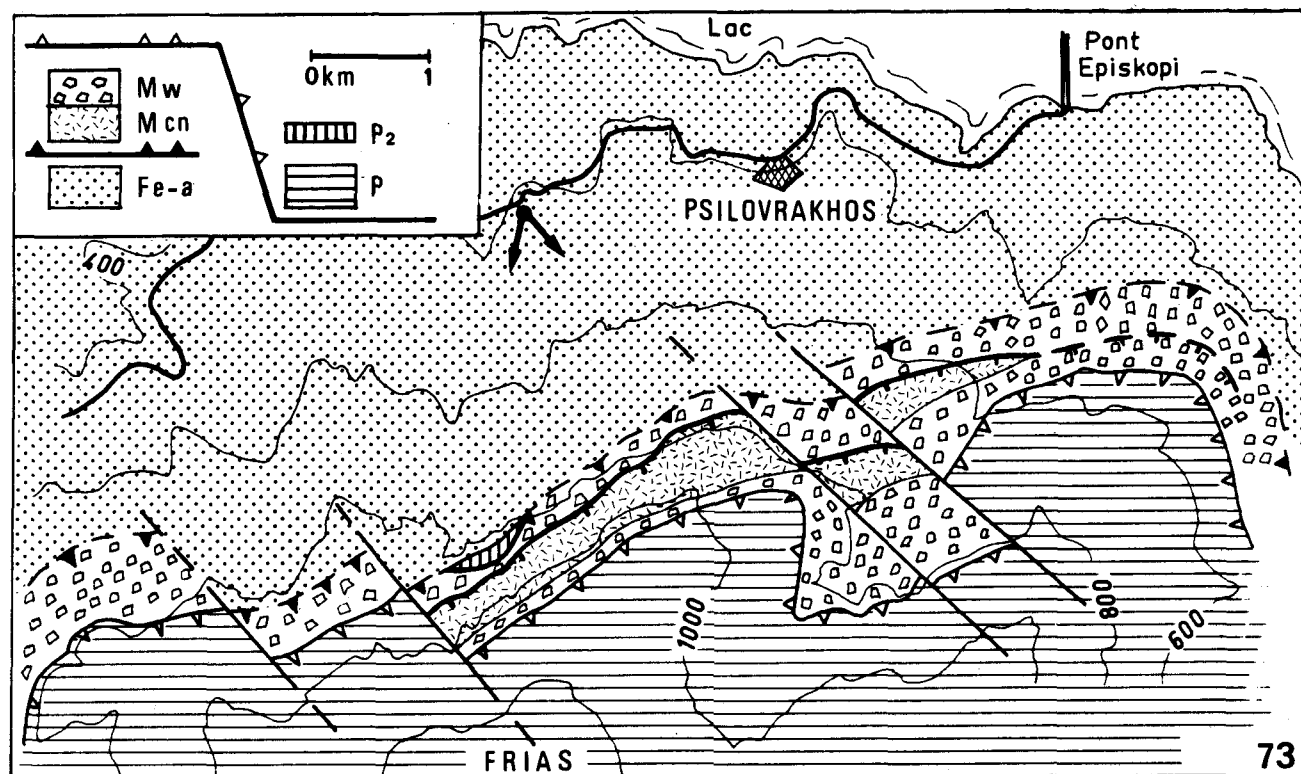 Lac
Pont
Episkopi
0km 1
Mw
Mcn
P2
Fe-a
P
PSILOVRAKHOS
400
1000
800
600
FRIAS
73